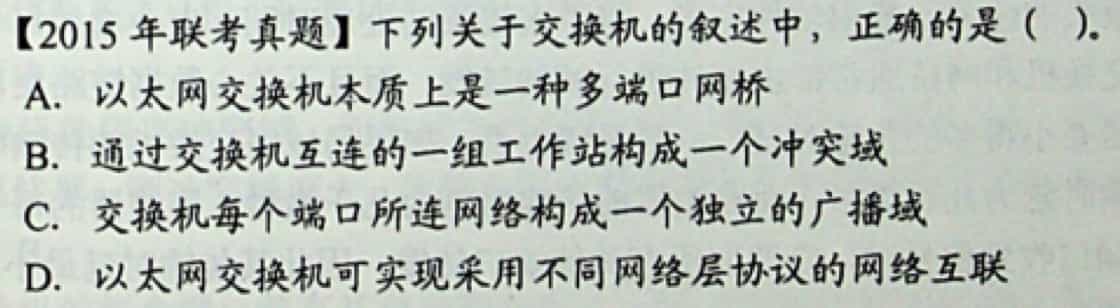 【2015年联考真题】下列关于交换机的叙述中，正确的是（ ）。
A. 以太网交换机本质上是一种多端口网桥
B. 通过交换机互连的一组工作站构成一个冲突域
C. 交换机每个端口所连网络构成一个独立的广播域
D. 以太网交换机可实现采用不同网络层协议的网络互联